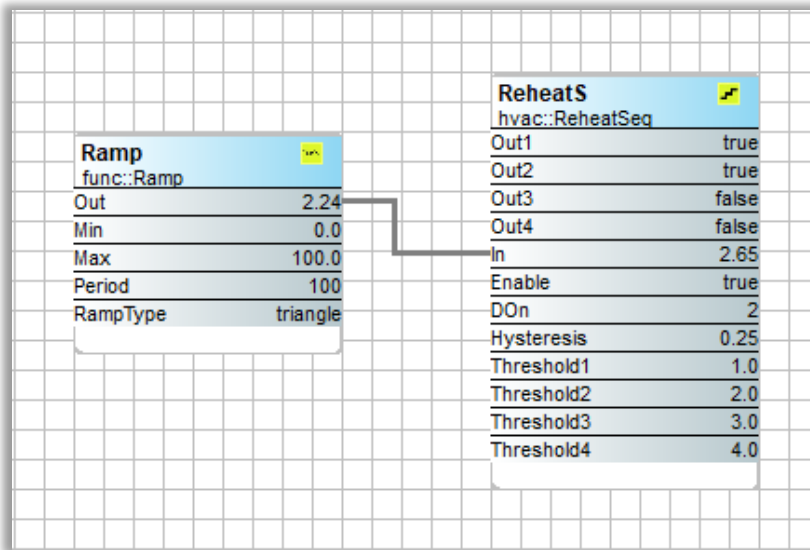 Ramp
func::Ramp
Out 2.24
Min 0.0
Max 100.0
Period 100
RampType triangle
ReheatS
hvac::ReheatSeq
Out1 true
Out2 true
Out3 false
Out4 false
In 2.65
Enable true
DOn 2
Hysteresis 0.25
Threshold1 1.0
Threshold2 2.0
Threshold3 3.0
Threshold4 4.0